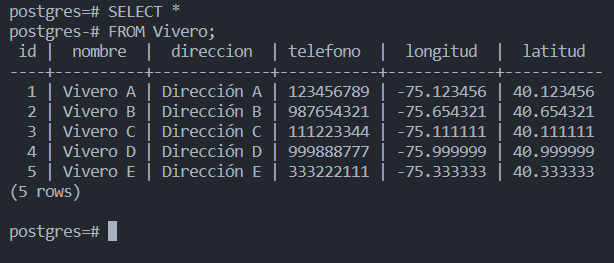 postgres=# SELECT *
postgres-# FROM Vivero;
 id |  nombre  |  direccion  | telefono  |  longitud  |  latitud
----+----------+-------------+-----------+------------+-----------
  1 | Vivero A | Dirección A | 123456789 | -75.123456 | 40.123456
  2 | Vivero B | Dirección B | 987654321 | -75.654321 | 40.654321
  3 | Vivero C | Dirección C | 111223344 | -75.111111 | 40.111111
  4 | Vivero D | Dirección D | 999888777 | -75.999999 | 40.999999
  5 | Vivero E | Dirección E | 333222111 | -75.333333 | 40.333333
(5 rows)

postgres=#